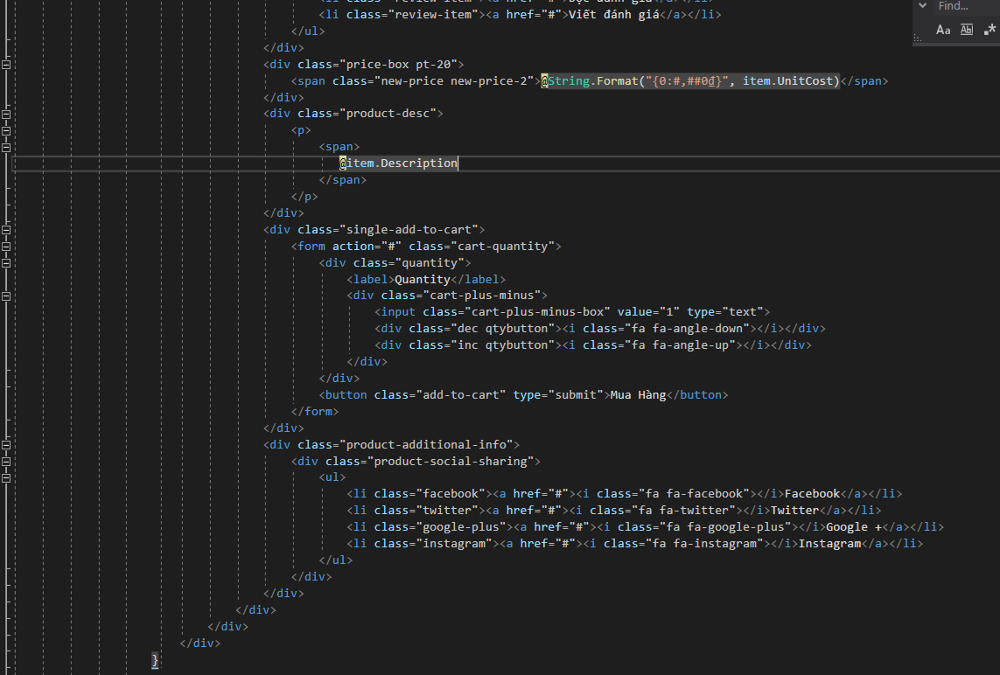 Find...
Aa Ab .*
<li class="review-item"><a href="#">Đọc đánh giá</a></li>
<li class="review-item"><a href="#">Viết đánh giá</a></li>
</ul>
</div>
<div class="price-box pt-20">
<span class="new-price new-price-2">@String.Format("{0:#,##0₫}", item.UnitCost)</span>
</div>
<div class="product-desc">
<p>
<span>
@item.Description
</span>
</p>
</div>
<div class="single-add-to-cart">
<form action="#" class="cart-quantity">
<div class="quantity">
<label>Quantity</label>
<div class="cart-plus-minus">
<input class="cart-plus-minus-box" value="1" type="text">
<div class="dec qtybutton"><i class="fa fa-angle-down"></i></div>
<div class="inc qtybutton"><i class="fa fa-angle-up"></i></div>
</div>
</div>
<button class="add-to-cart" type="submit">Mua Hàng</button>
</form>
</div>
<div class="product-additional-info">
<div class="product-social-sharing">
<ul>
<li class="facebook"><a href="#"><i class="fa fa-facebook"></i>Facebook</a></li>
<li class="twitter"><a href="#"><i class="fa fa-twitter"></i>Twitter</a></li>
<li class="google-plus"><a href="#"><i class="fa fa-google-plus"></i>Google +</a></li>
<li class="instagram"><a href="#"><i class="fa fa-instagram"></i>Instagram</a></li>
</ul>
</div>
</div>
</div>
</div>
</div>
}